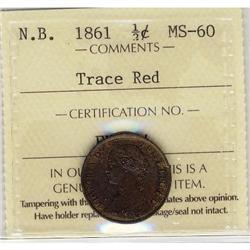 N.B. 1861 ½¢ MS-60
— COMMENTS —
Trace Red
— CERTIFICATION NO. —
IN OU IS IS A
GENU ITEM.
Tampering with th ates above opinion.
Have holder repla age/seal not intact.